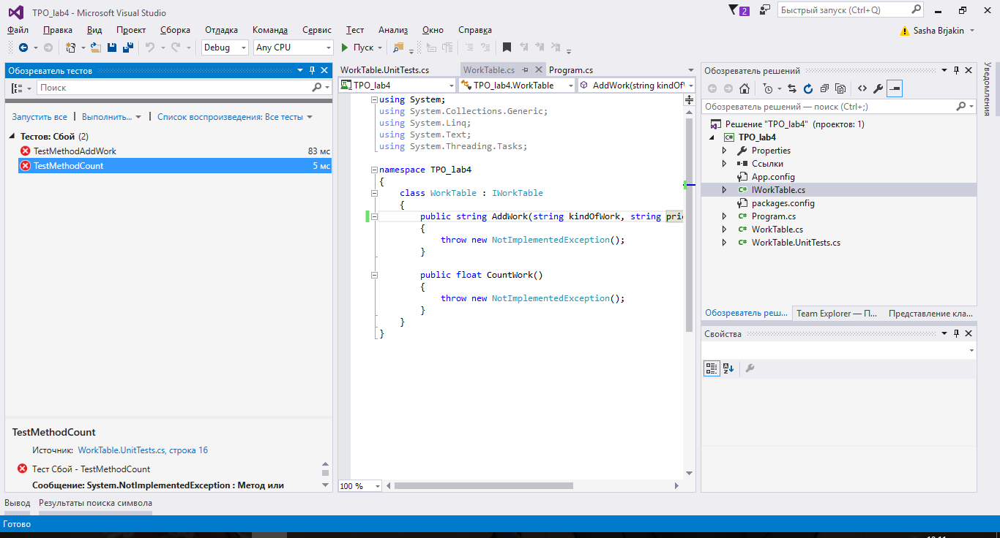 TPO_lab4 - Microsoft Visual Studio
2
Быстрый запуск (Ctrl+Q)
Файл Правка Вид Проект Сборка Отладка Команда Сервис Тест Анализ Окно Справка
Sasha Brjakin
Debug Any CPU Пуск
Обозреватель тестов
Поиск
Запустить все | Выполнить... | Список воспроизведения: Все тесты
Тестов: Сбой (2)
TestMethodAddWork 83 мс
TestMethodCount 5 мс
TestMethodCount
Источник: WorkTable.UnitTests.cs, строка 16
Тест Сбой - TestMethodCount
Сообщение: System.NotImplementedException : Метод или
WorkTable.UnitTests.cs WorkTable.cs Program.cs
TPO_lab4 TPO_lab4.WorkTable AddWork(string kindOf
using System;
using System.Collections.Generic;
using System.Linq;
using System.Text;
using System.Threading.Tasks;
namespace TPO_lab4
{
class WorkTable : IWorkTable
{
public string AddWork(string kindOfWork, string pri
{
throw new NotImplementedException();
}
public float CountWork()
{
throw new NotImplementedException();
}
}
}
100 %
Обозреватель решений
Обозреватель решений — поиск (Ctrl+;)
Решение "TPO_lab4" (проектов: 1)
TPO_lab4
Properties
Ссылки
App.config
IWorkTable.cs
packages.config
Program.cs
WorkTable.cs
WorkTable.UnitTests.cs
Обозреватель реш... Team Explorer — П... Представление кла...
Свойства
Уведомления
Вывод Результаты поиска символа
Готово